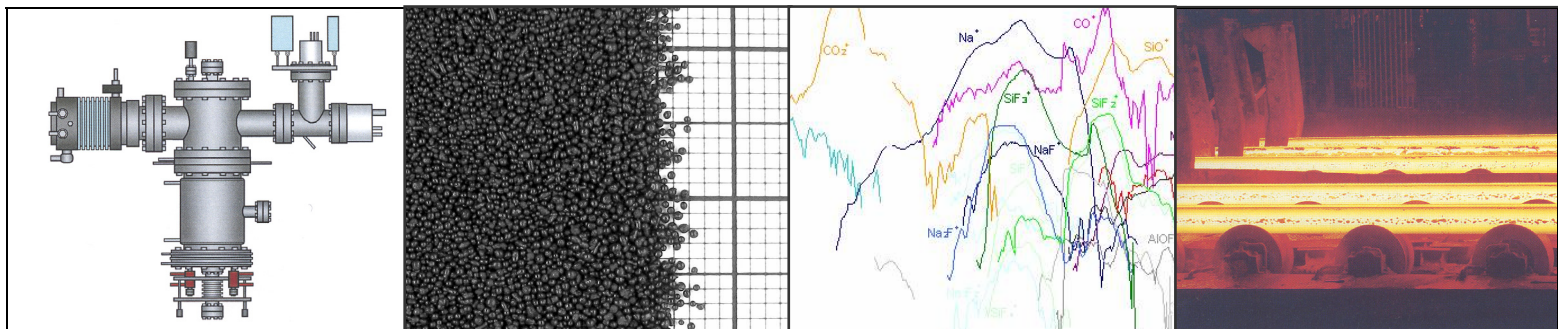 CO₂⁺
Na⁺
CO⁺
SiO⁺
SiF₃⁺
SiF₂⁺
NaF⁺
Na₂F⁺
AlOF